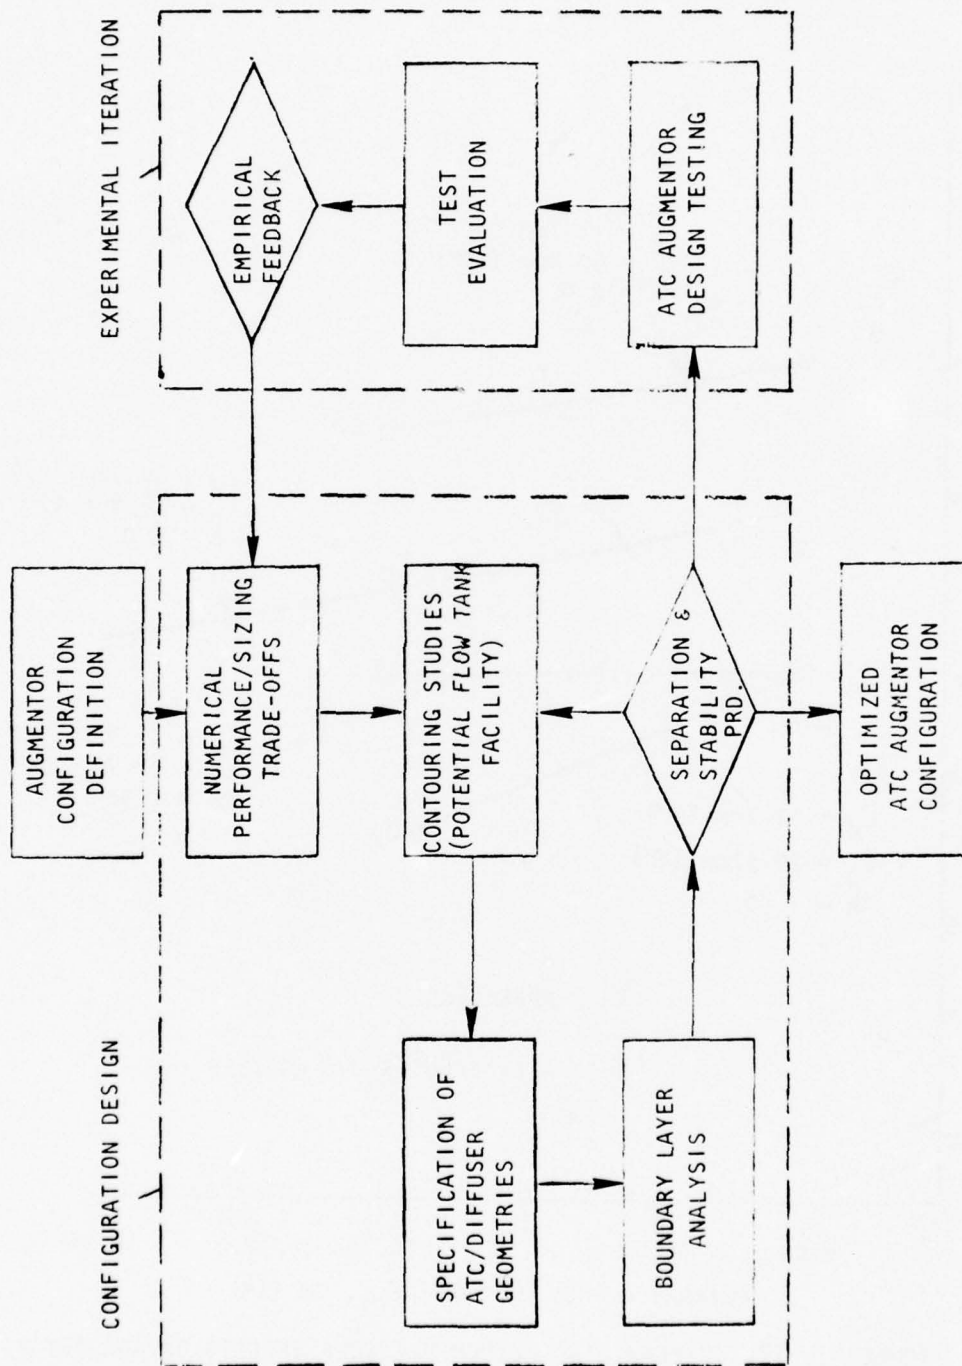 CONFIGURATION DESIGN
EXPERIMENTAL ITERATION
AUGMENTOR
CONFIGURATION
DEFINITION
NUMERICAL
PERFORMANCE/SIZING
TRADE-OFFS
EMPIRICAL
FEEDBACK
SPECIFICATION OF
ATC/DIFFUSER
GEOMETRIES
CONTOURING STUDIES
(POTENTIAL FLOW TANK
FACILITY)
TEST
EVALUATION
BOUNDARY LAYER
ANALYSIS
SEPARATION &
STABILITY
PRD.
ATC AUGMENTOR
DESIGN TESTING
OPTIMIZED
ATC AUGMENTOR
CONFIGURATION